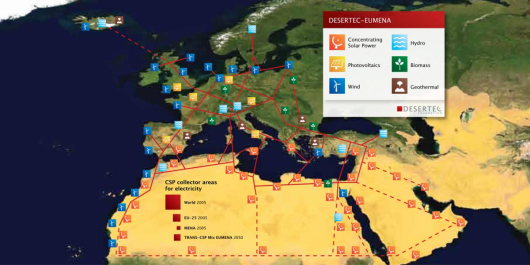 DESERTEC–EUMENA
Concentrating
Solar Power
Hydro
Photovoltaics
Biomass
Wind
Geothermal
DESERTEC
CSP collector areas
for electricity
World 2005
EU-25 2005
MENA 2005
TRANS-CSP Mix EUMENA 2050